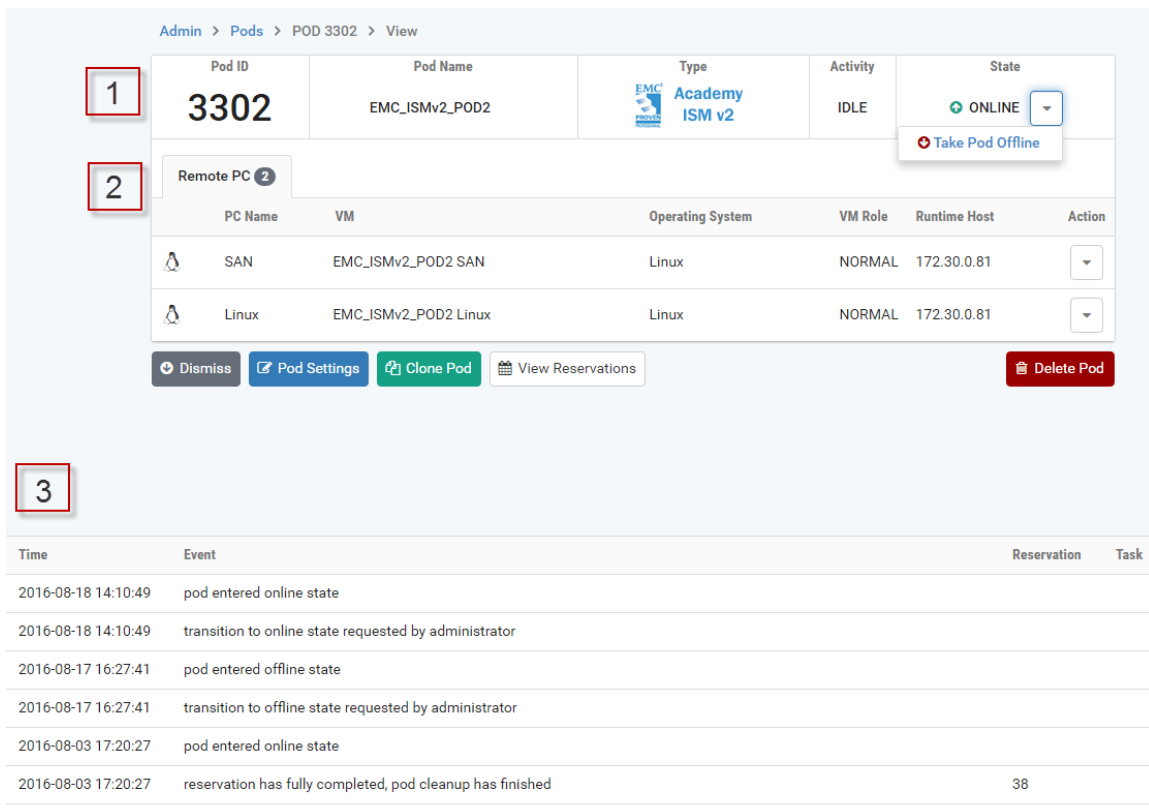 Admin > Pods > POD 3302 > View
1
Pod ID Pod Name Type Activity State
3302 EMC_ISMv2_POD2 EMC² PROVEN PROFESSIONAL Academy ISM v2 IDLE ONLINE
Take Pod Offline
2
Remote PC 2
PC Name VM Operating System VM Role Runtime Host Action
SAN EMC_ISMv2_POD2 SAN Linux NORMAL 172.30.0.81
Linux EMC_ISMv2_POD2 Linux Linux NORMAL 172.30.0.81
Dismiss Pod Settings Clone Pod View Reservations Delete Pod
3
Time Event Reservation Task
2016-08-18 14:10:49 pod entered online state
2016-08-18 14:10:49 transition to online state requested by administrator
2016-08-17 16:27:41 pod entered offline state
2016-08-17 16:27:41 transition to offline state requested by administrator
2016-08-03 17:20:27 pod entered online state
2016-08-03 17:20:27 reservation has fully completed, pod cleanup has finished 38